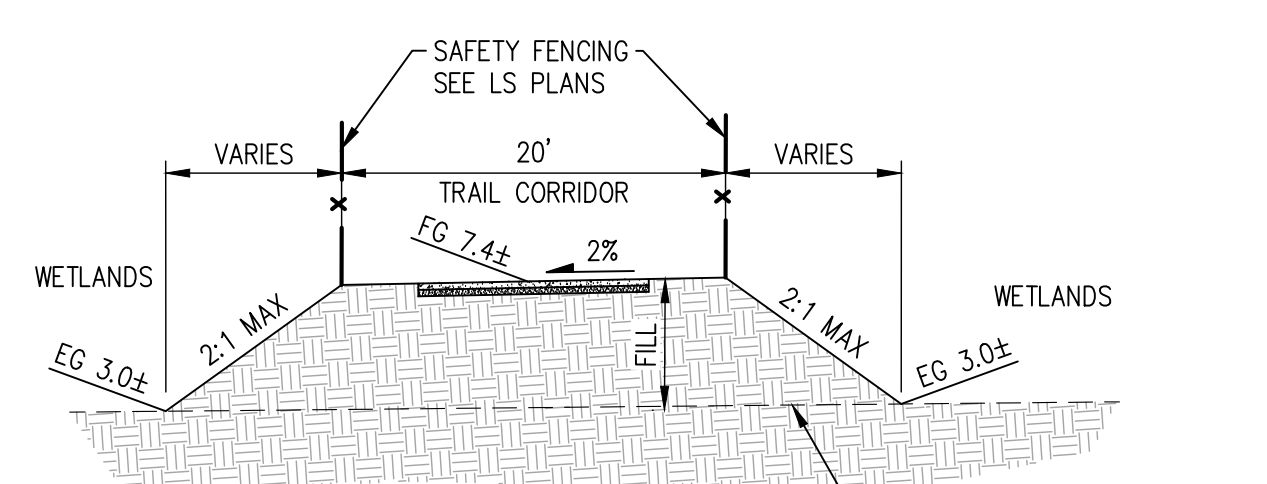 SAFETY FENCING
SEE LS PLANS
VARIES
20'
VARIES
TRAIL CORRIDOR
FG 7.4±
2%
WETLANDS
WETLANDS
2:1 MAX
2:1 MAX
FILL
EG 3.0±
EG 3.0±